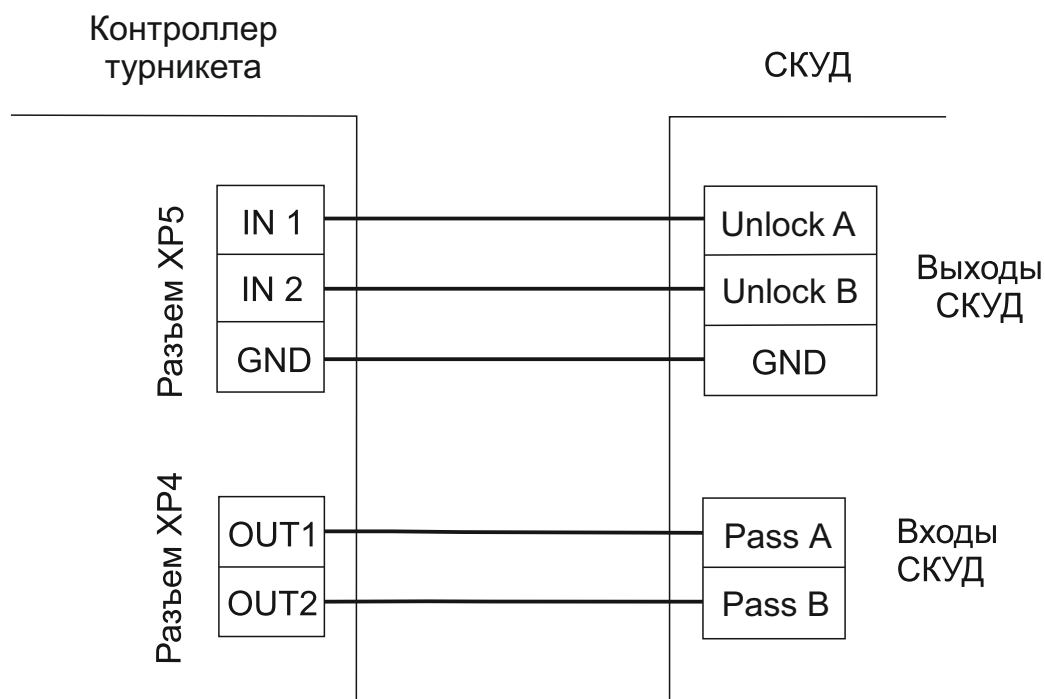 Контроллер
турникета
СКУД
Разъем XP5
IN 1
Unlock A
IN 2
Unlock B
GND
GND
Выходы
СКУД
Разъем XP4
OUT1
Pass A
OUT2
Pass B
Входы
СКУД